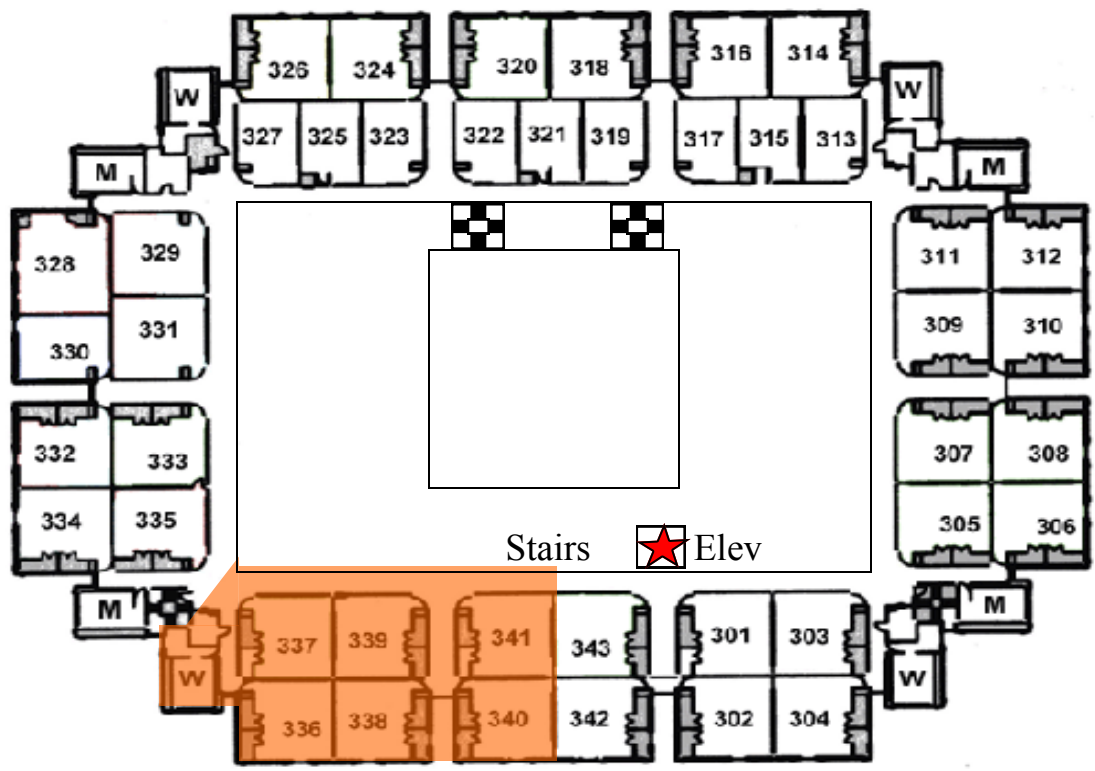 326 324 320 318 316 314
W W
327 325 323 322 321 319 317 315 313
M M
328 329 311 312
330 331 309 310
332 333 307 308
334 335 305 306
Stairs Elev
M M
337 339 341 343 301 303
W W
336 338 340 342 302 304